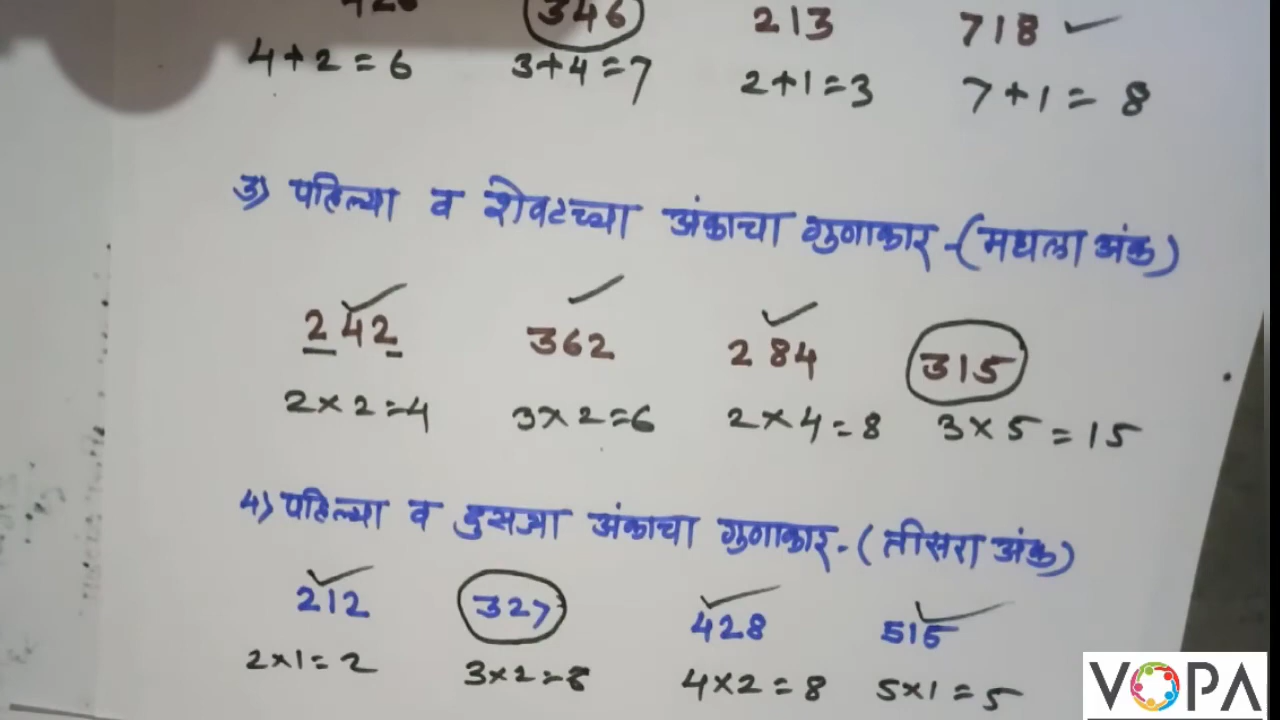 346 213 718 ✓
4+2=6 3+4=7 2+1=3 7+1=8
3) पहिल्या व शेवटच्या अंकाचा गुणाकार - (मधला अंक)
242 362 284 315
2×2=4 3×2=6 2×4=8 3×5=15
4) पहिल्या व दुसऱ्या अंकाचा गुणाकार - (तीसरा अंक)
212 327 428 515
2×1=2 3×2=8 4×2=8 5×1=5
VOPA